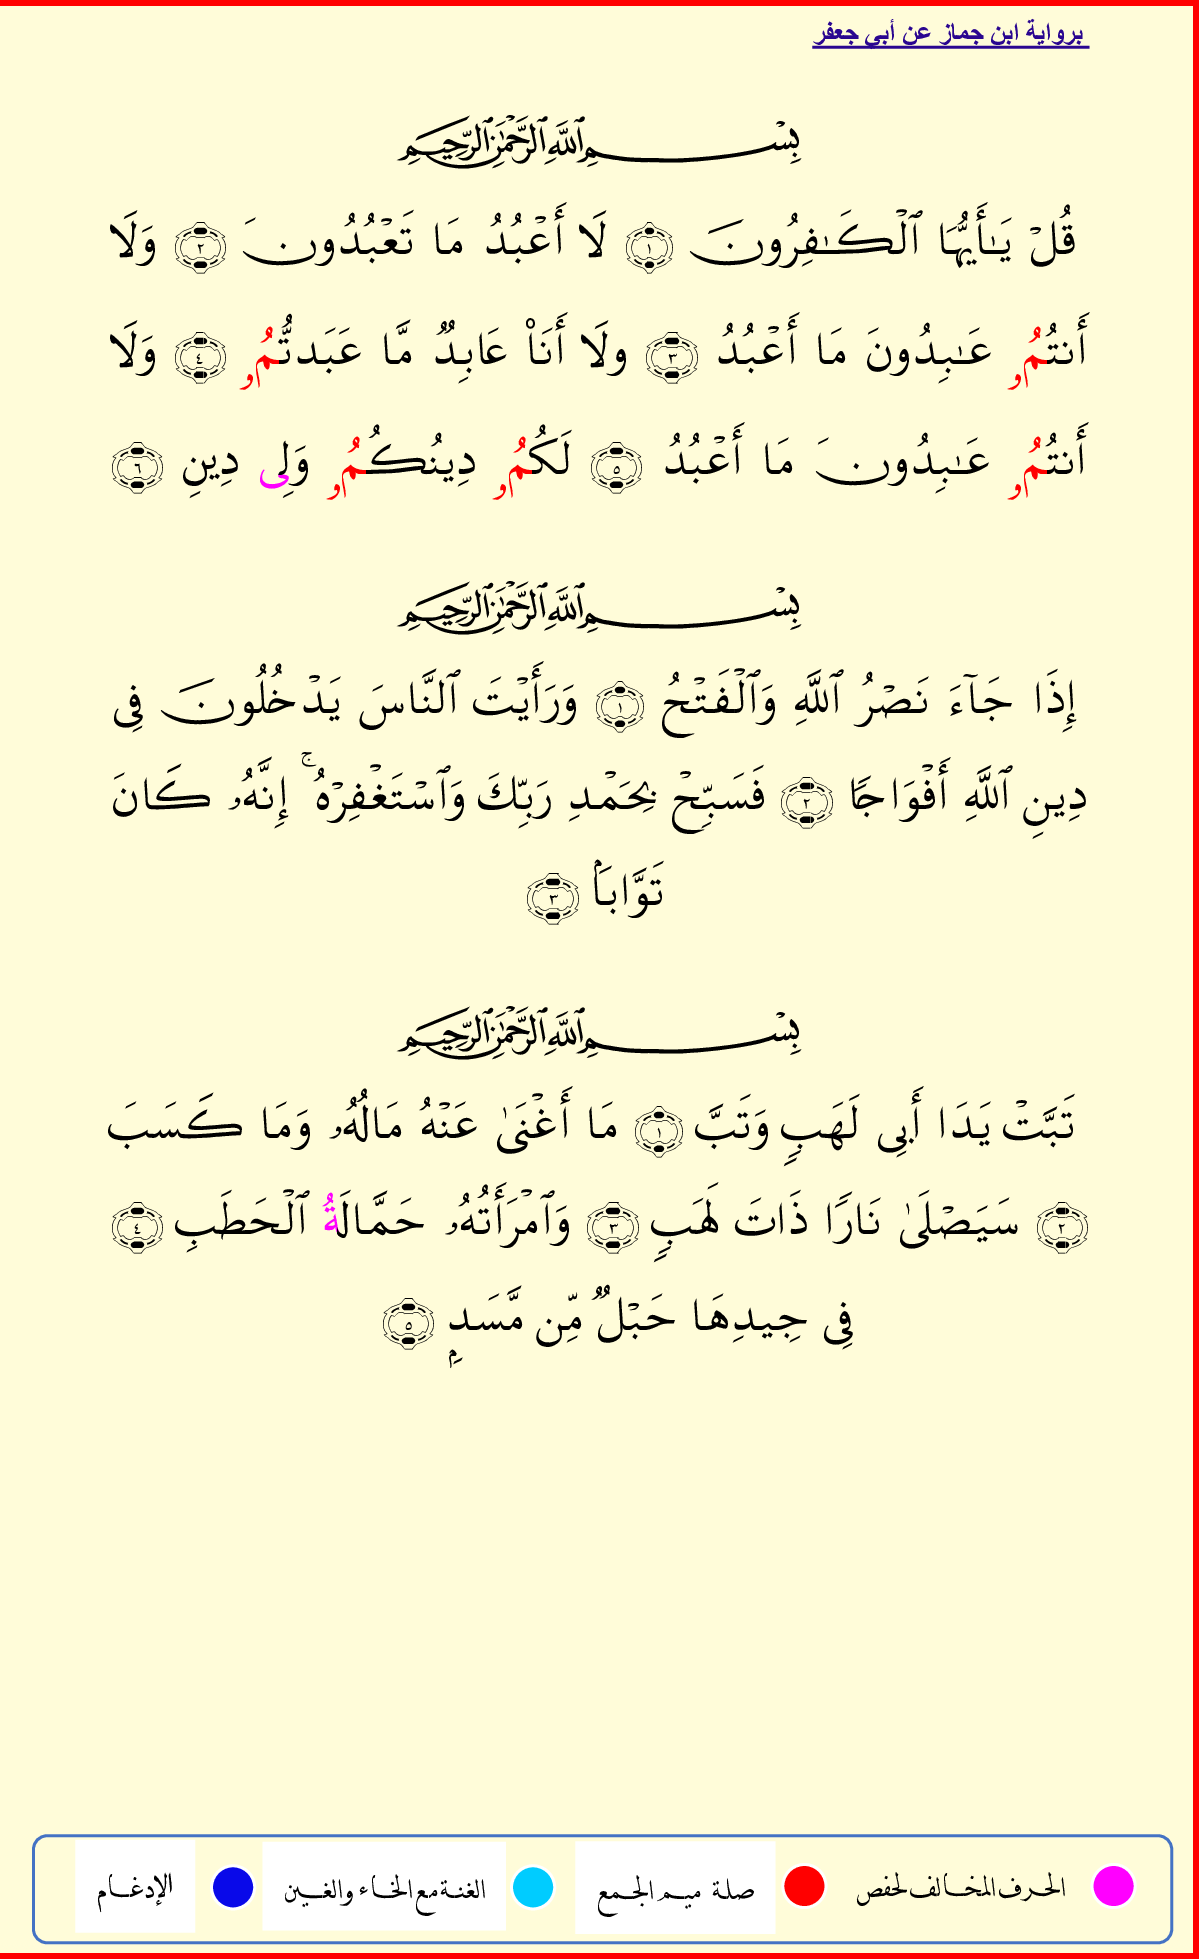 برواية ابن جماز عن أبي جعفر
بِسْمِ ٱللَّهِ ٱلرَّحْمَٰنِ ٱلرَّحِيمِ
قُلْ يَـٰٓأَيُّهَا ٱلْكَـٰفِرُونَ ١ لَا أَعْبُدُ مَا تَعْبُدُونَ ٢ وَلَا
أَنتُمُۥ عَـٰبِدُونَ مَا أَعْبُدُ ٣ ولَا أَنَا۠ عَابِدٌ مَّا عَبَدتُّمُۥ ٤ وَلَا
أَنتُمُۥ عَـٰبِدُونَ مَا أَعْبُدُ ٥ لَكُمُۥ دِينُكُمُۥ وَلِى دِينِ ٦
بِسْمِ ٱللَّهِ ٱلرَّحْمَٰنِ ٱلرَّحِيمِ
إِذَا جَآءَ نَصْرُ ٱللَّهِ وَٱلْفَتْحُ ١ وَرَأَيْتَ ٱلنَّاسَ يَدْخُلُونَ فِى
دِينِ ٱللَّهِ أَفْوَاجًا ٢ فَسَبِّحْ بِحَمْدِ رَبِّكَ وَٱسْتَغْفِرْهُ ۚ إِنَّهُۥ كَانَ
تَوَّابَۢا ٣
بِسْمِ ٱللَّهِ ٱلرَّحْمَٰنِ ٱلرَّحِيمِ
تَبَّتْ يَدَا أَبِى لَهَبٍ وَتَبَّ ١ مَا أَغْنَىٰ عَنْهُ مَالُهُۥ وَمَا كَسَبَ
٢ سَيَصْلَىٰ نَارًا ذَاتَ لَهَبٍ ٣ وَٱمْرَأَتُهُۥ حَمَّالَةُ ٱلْحَطَبِ ٤
فِى جِيدِهَا حَبْلٌ مِّن مَّسَدِۭ ٥
الحرف المخالف لحفص صلة ميم الجمع الغنة مع الخاء والغين الإدغام